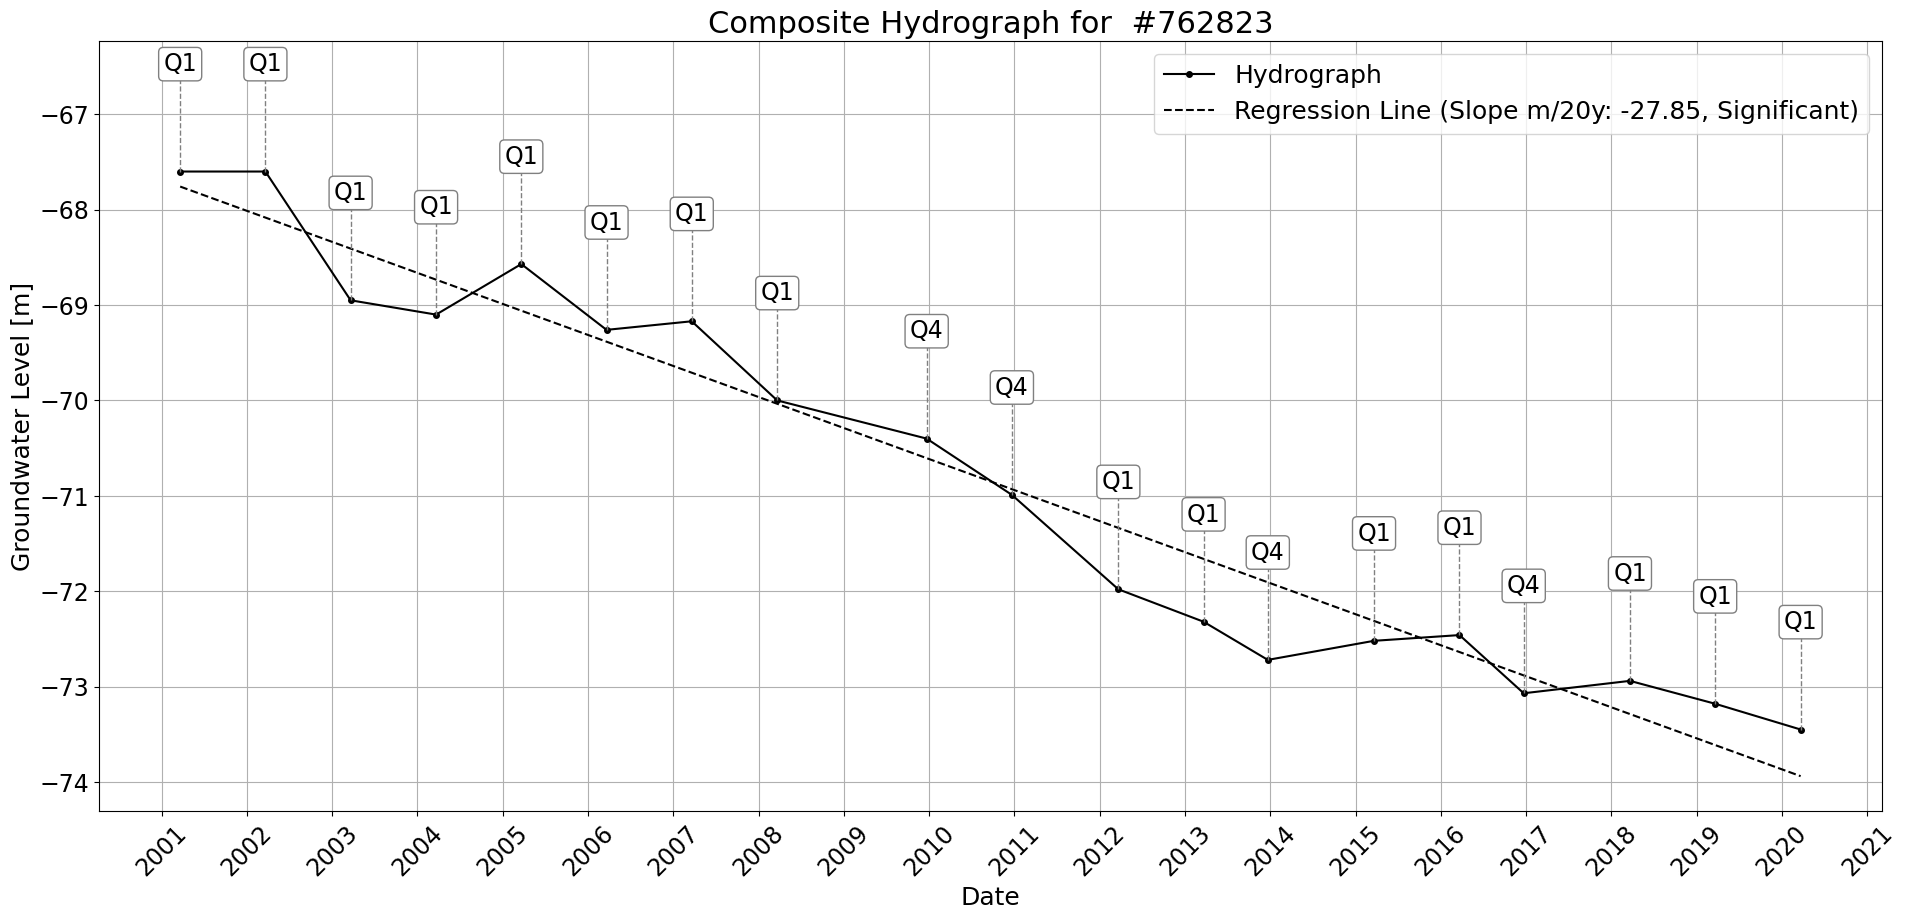 Composite Hydrograph for  #762823
Hydrograph
Regression Line (Slope m/20y: -27.85, Significant)
Q1
Q1
Q1
Q1
Q1
Q1
Q1
Q1
Q4
Q4
Q1
Q1
Q4
Q1
Q1
Q4
Q1
Q1
Q1
Groundwater Level [m]
−67
−68
−69
−70
−71
−72
−73
−74
2001
2002
2003
2004
2005
2006
2007
2008
2009
2010
2011
2012
2013
2014
2015
2016
2017
2018
2019
2020
2021
Date